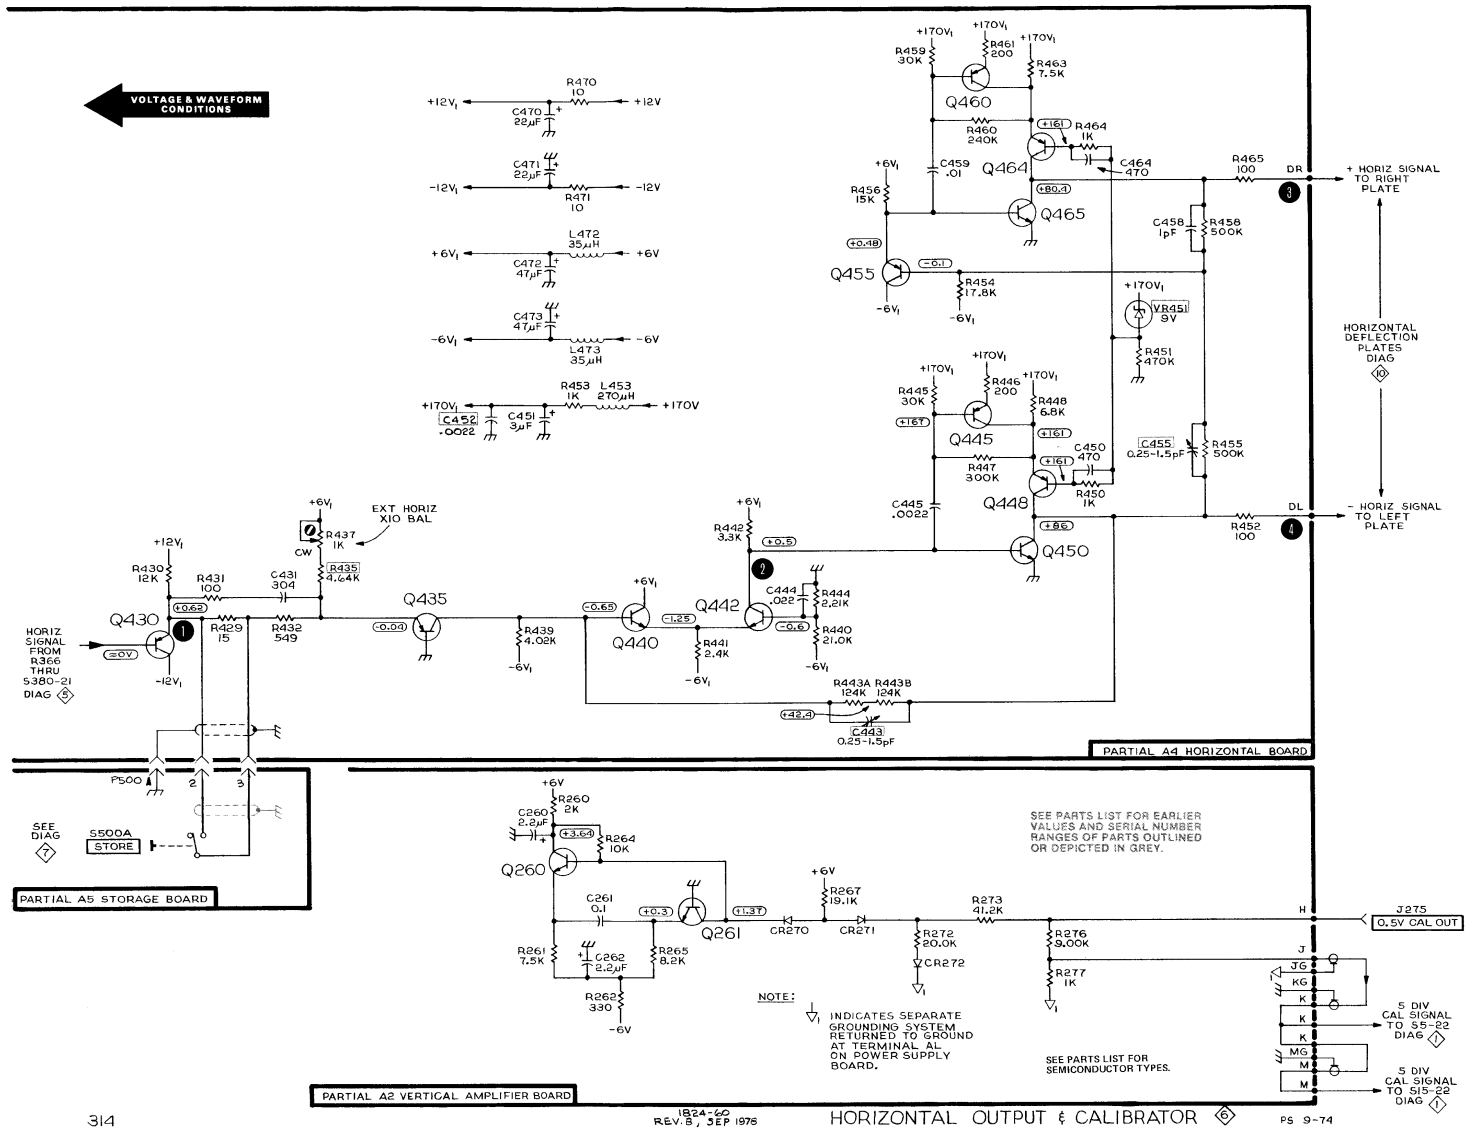 VOLTAGE & WAVEFORM
CONDITIONS
+12V₁
R470
10
C470
22µF
+
+12V
C471
22µF
+
-12V₁
R471
10
-12V
+6V₁
L472
35µH
C472
47µF
+
+6V
C473
47µF
+
-6V₁
L473
35µH
-6V
+170V₁
C452
.0022
C451
3µF
+
R453
1K
L453
270µH
+170V
+170V₁
R459
30K
+170V₁
R461
200
+170V₁
R463
7.5K
Q460
R460
240K
+161
R464
1K
Q464
C464
470
C459
.01
+6V₁
R456
15K
+80.4
Q465
R465
100
DR
3
+ HORIZ SIGNAL
TO RIGHT
PLATE
C458
1pF
R458
500K
+0.48
Q455
-0.1
-6V₁
R454
17.8K
-6V₁
+170V₁
VR451
9V
R451
470K
HORIZONTAL
DEFLECTION
PLATES
DIAG
10
+170V₁
R445
30K
+170V₁
R446
200
+170V₁
R448
6.8K
+167
Q445
+161
R447
300K
+161
C450
470
R450
1K
Q448
C455
0.25-1.5pF
R455
500K
C445
.0022
+86
Q450
R452
100
DL
4
- HORIZ SIGNAL
TO LEFT
PLATE
+6V₁
R437
1K
CW
EXT HORIZ
X10 BAL
R435
4.64K
+12V₁
R430
12K
R431
100
C431
304
Q430
+0.62
1
R429
15
R432
549
≈0V
-12V₁
HORIZ
SIGNAL
FROM
R366
THRU
S380-21
DIAG 5
Q435
-0.04
R439
4.02K
-6V₁
-0.65
+6V₁
Q440
-1.25
R441
2.4K
-6V₁
R442
3.3K
+6V₁
+0.5
2
Q442
C444
.022
R444
2.21K
-0.6
R440
21.0K
-6V₁
R443A
124K
R443B
124K
+42.4
C443
0.25-1.5pF
PARTIAL A4 HORIZONTAL BOARD
P500
2
3
SEE
DIAG
7
S500A
STORE
PARTIAL A5 STORAGE BOARD
+6V
R260
2K
C260
2.2µF
+
+3.64
R264
10K
Q260
C261
0.1
+0.3
Q261
+1.37
R261
7.5K
C262
2.2µF
+
R265
8.2K
R262
330
-6V
+6V
R267
19.1K
CR270
CR271
R272
20.0K
CR272
1
R273
41.2K
R276
9.00K
R277
1K
1
SEE PARTS LIST FOR EARLIER
VALUES AND SERIAL NUMBER
RANGES OF PARTS OUTLINED
OR DEPICTED IN GREY.
H
J275
0.5V CAL OUT
J
JG
1
KG
K
K
K
MG
M
M
5 DIV
CAL SIGNAL
TO S5-22
DIAG 1
5 DIV
CAL SIGNAL
TO S15-22
DIAG 1
NOTE:
1
INDICATES SEPARATE
GROUNDING SYSTEM
RETURNED TO GROUND
AT TERMINAL AL
ON POWER SUPPLY
BOARD.
SEE PARTS LIST FOR
SEMICONDUCTOR TYPES.
PARTIAL A2 VERTICAL AMPLIFIER BOARD
314
1824-60
REV. B, SEP 1976
HORIZONTAL OUTPUT & CALIBRATOR 6
PS 9-74